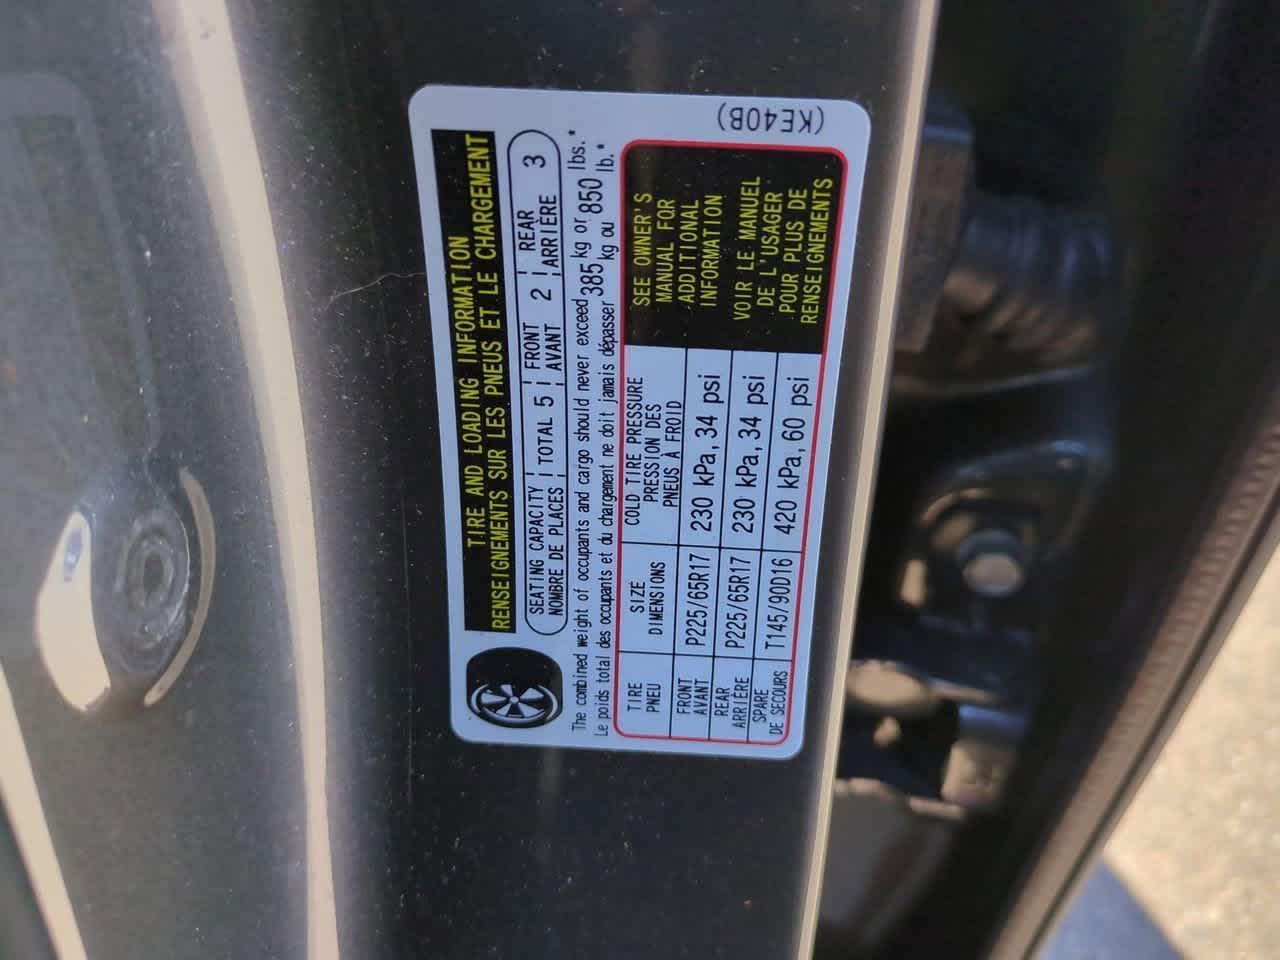 TIRE AND LOADING INFORMATION
RENSEIGNEMENTS SUR LES PNEUS ET LE CHARGEMENT
SEATING CAPACITY
NOMBRE DE PLACES
TOTAL 5
FRONT
AVANT
2
REAR
ARRIÈRE
3
The combined weight of occupants and cargo should never exceed 385 kg or 850 lbs.*
Le poids total des occupants et du chargement ne doit jamais dépasser 385 kg ou 850 lb.*
TIRE
PNEU
SIZE
DIMENSIONS
COLD TIRE PRESSURE
PRESSION DES
PNEUS À FROID
FRONT
AVANT
P225/65R17
230 kPa, 34 psi
REAR
ARRIÈRE
P225/65R17
230 kPa, 34 psi
SPARE
DE SECOURS
T145/90D16
420 kPa, 60 psi
SEE OWNER'S
MANUAL FOR
ADDITIONAL
INFORMATION
VOIR LE MANUEL
DE L'USAGER
POUR PLUS DE
RENSEIGNEMENTS
(KE40B)